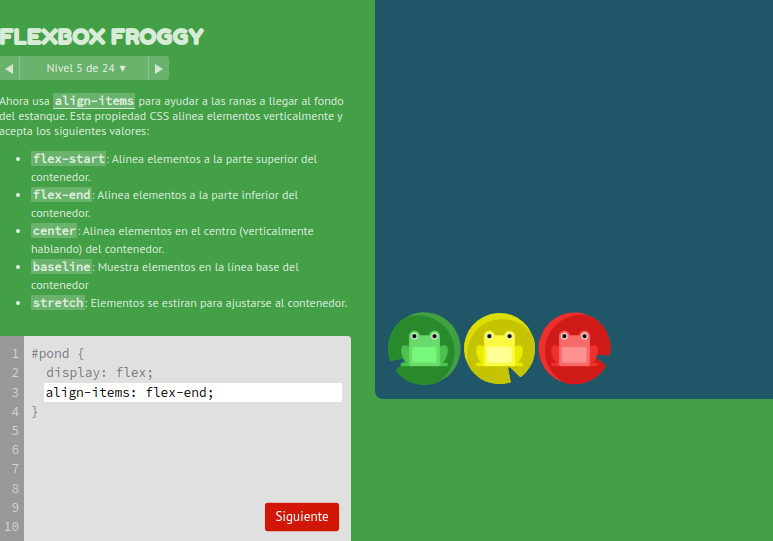 FLEXBOX FROGGY
Nivel 5 de 24 ▾
Ahora usa align-items para ayudar a las ranas a llegar al fondo
del estanque. Esta propiedad CSS alinea elementos verticalmente y
acepta los siguientes valores:
• flex-start: Alinea elementos a la parte superior del
contenedor.
• flex-end: Alinea elementos a la parte inferior del
contenedor.
• center: Alinea elementos en el centro (verticalmente
hablando) del contenedor.
• baseline: Muestra elementos en la línea base del
contenedor
• stretch: Elementos se estiran para ajustarse al contenedor.
1 #pond {
2 display: flex;
3 align-items: flex-end;
4 }
5
6
7
8
9
10
Siguiente